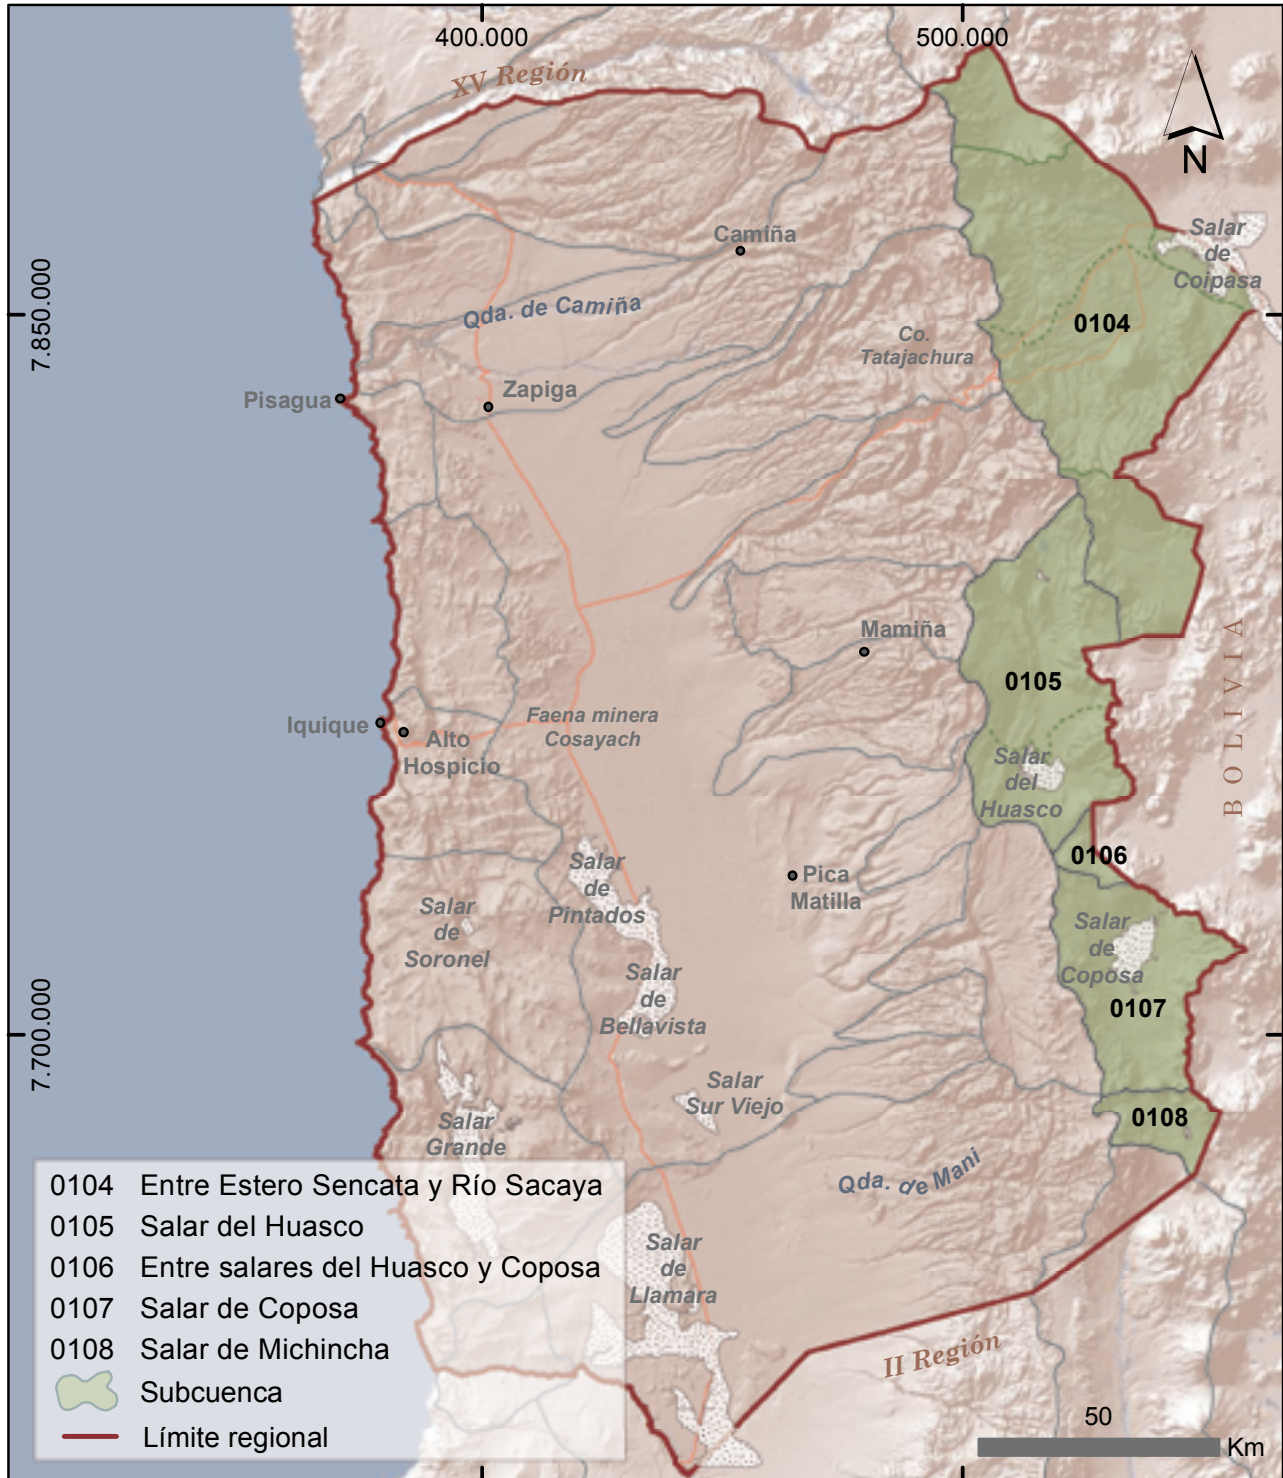 400.000
500.000
XV Región
N
Salar
de
Coipasa
Camiña
Qda. de Camiña
7.850.000
0104
Co.
Tatajachura
Pisagua
Zapiga
Mamiña
BOLIVIA
0105
Iquique
Alto
Hospicio
Faena minera
Cosayach
Salar
del
Huasco
0106
Salar
de
Pintados
Pica
Matilla
Salar
de
Soronel
Salar
de
Coposa
Salar
de
Bellavista
0107
7.700.000
Salar
Sur Viejo
Salar
Grande
0108
Qda. de Mani
Salar
de
Llamara
II Región
0104 Entre Estero Sencata y Río Sacaya
0105 Salar del Huasco
0106 Entre salares del Huasco y Coposa
0107 Salar de Coposa
0108 Salar de Michincha
Subcuenca
Límite regional
50
Km